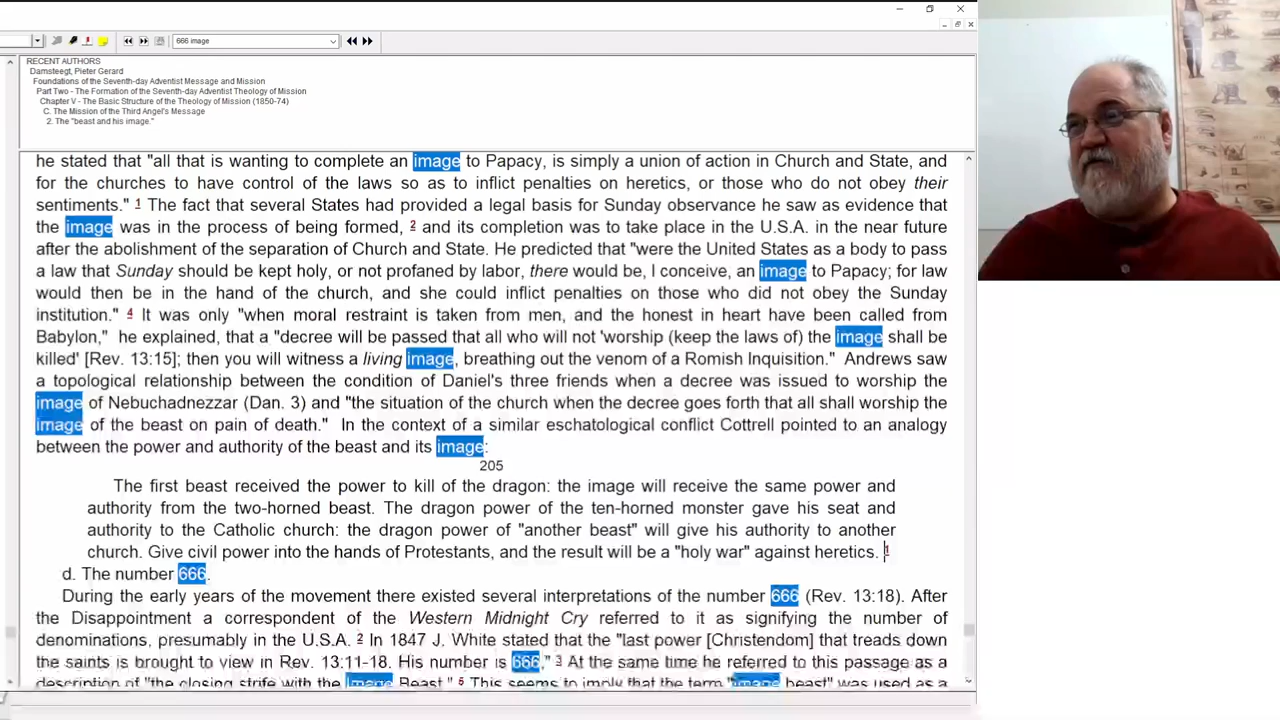 666 image
RECENT AUTHORS
Damsteegt, Pieter Gerard
Foundations of the Seventh-day Adventist Message and Mission
Part Two - The Formation of the Seventh-day Adventist Theology of Mission
Chapter V - The Basic Structure of the Theology of Mission (1850-74)
C. The Mission of the Third Angel's Message
2. The "beast and his image."
he stated that "all that is wanting to complete an image to Papacy, is simply a union of action in Church and State, and
for the churches to have control of the laws so as to inflict penalties on heretics, or those who do not obey their
sentiments." 1 The fact that several States had provided a legal basis for Sunday observance he saw as evidence that
the image was in the process of being formed, 2 and its completion was to take place in the U.S.A. in the near future
after the abolishment of the separation of Church and State. He predicted that "were the United States as a body to pass
a law that Sunday should be kept holy, or not profaned by labor, there would be, I conceive, an image to Papacy; for law
would then be in the hand of the church, and she could inflict penalties on those who did not obey the Sunday
institution." 4 It was only "when moral restraint is taken from men, and the honest in heart have been called from
Babylon," he explained, that a "decree will be passed that all who will not 'worship (keep the laws of) the image shall be
killed' [Rev. 13:15]; then you will witness a living image, breathing out the venom of a Romish Inquisition." Andrews saw
a topological relationship between the condition of Daniel's three friends when a decree was issued to worship the
image of Nebuchadnezzar (Dan. 3) and "the situation of the church when the decree goes forth that all shall worship the
image of the beast on pain of death." In the context of a similar eschatological conflict Cottrell pointed to an analogy
between the power and authority of the beast and its image:
205
The first beast received the power to kill of the dragon: the image will receive the same power and
authority from the two-horned beast. The dragon power of the ten-horned monster gave his seat and
authority to the Catholic church: the dragon power of "another beast" will give his authority to another
church. Give civil power into the hands of Protestants, and the result will be a "holy war" against heretics. 1
d. The number 666.
During the early years of the movement there existed several interpretations of the number 666 (Rev. 13:18). After
the Disappointment a correspondent of the Western Midnight Cry referred to it as signifying the number of
denominations, presumably in the U.S.A. 2 In 1847 J. White stated that the "last power [Christendom] that treads down
the saints is brought to view in Rev. 13:11-18. His number is 666." 3 At the same time he referred to this passage as a
description of "the closing strife with the Image Beast." 5 This seems to imply that the term "image beast" was used as a